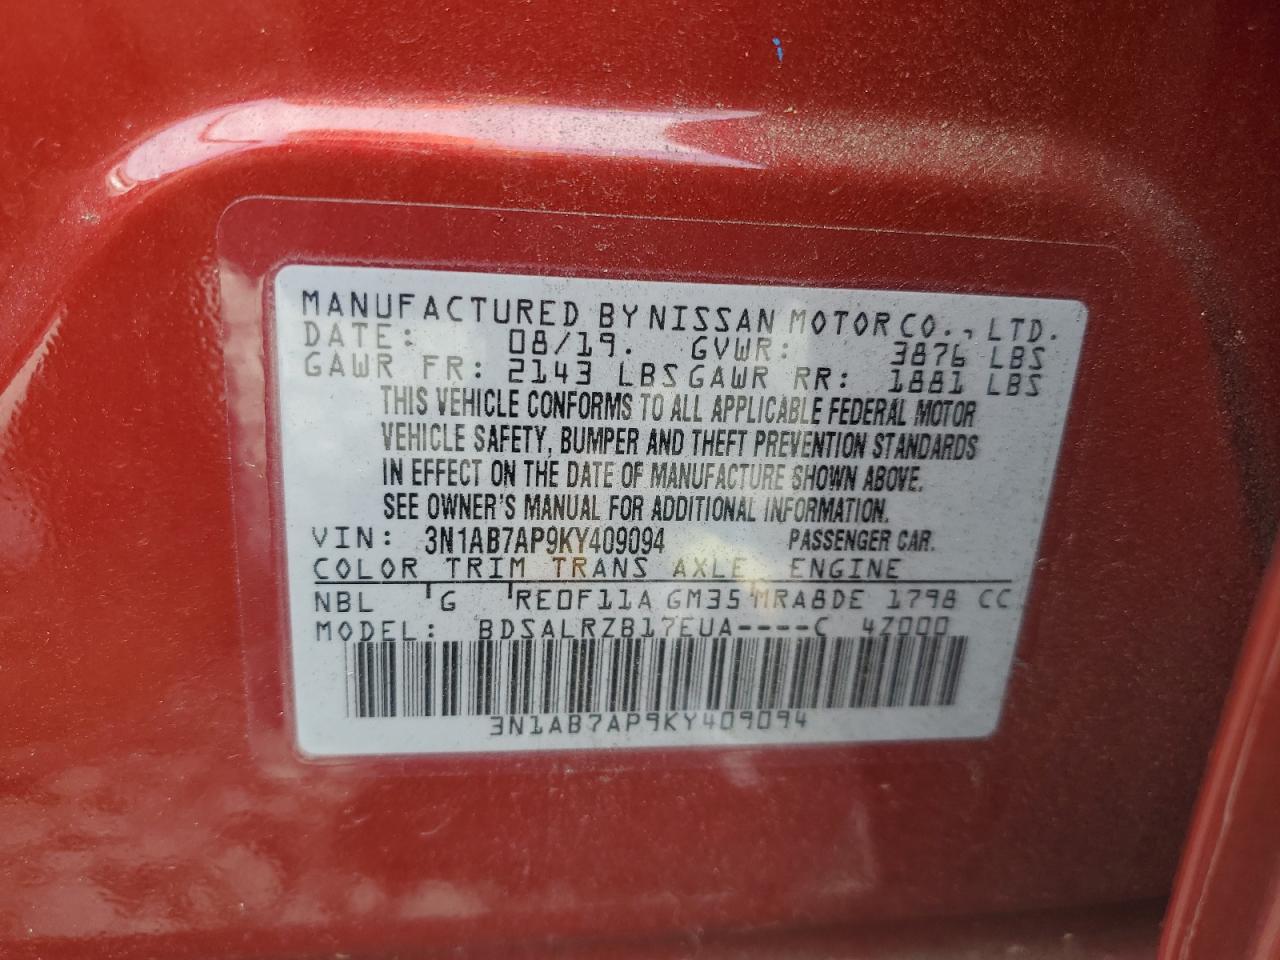 MANUFACTURED BY NISSAN MOTOR CO., LTD.
DATE: 08/19. GVWR: 3876 LBS
GAWR FR: 2143 LBS GAWR RR: 1881 LBS
THIS VEHICLE CONFORMS TO ALL APPLICABLE FEDERAL MOTOR
VEHICLE SAFETY, BUMPER AND THEFT PREVENTION STANDARDS
IN EFFECT ON THE DATE OF MANUFACTURE SHOWN ABOVE.
SEE OWNER'S MANUAL FOR ADDITIONAL INFORMATION.
VIN: 3N1AB7AP9KY409094 PASSENGER CAR.
COLOR TRIM TRANS AXLE ENGINE
NBL G RE0F11A GM35 MRA8DE 1798 CC
MODEL: BDSALRZB17EUA----C 4Z000
3N1AB7AP9KY409094